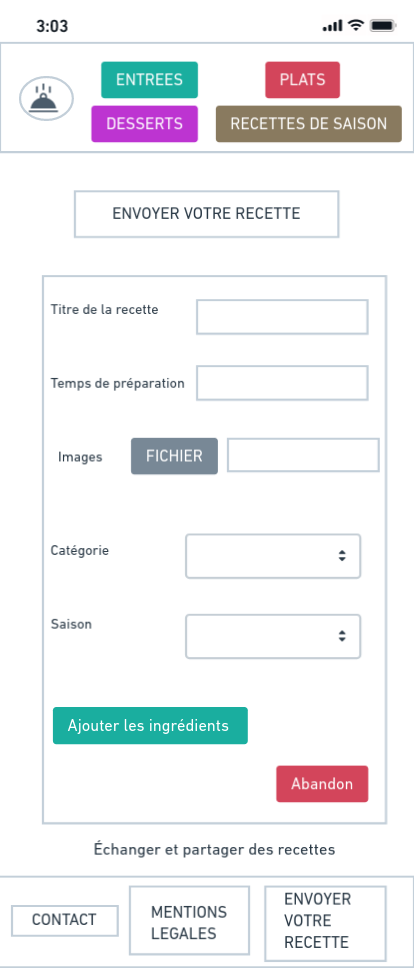 3:03
ENTREES
PLATS
DESSERTS
RECETTES DE SAISON
ENVOYER VOTRE RECETTE
Titre de la recette
Temps de préparation
Images
FICHIER
Catégorie
Saison
Ajouter les ingrédients
Abandon
Échanger et partager des recettes
CONTACT
MENTIONS
LEGALES
ENVOYER
VOTRE
RECETTE